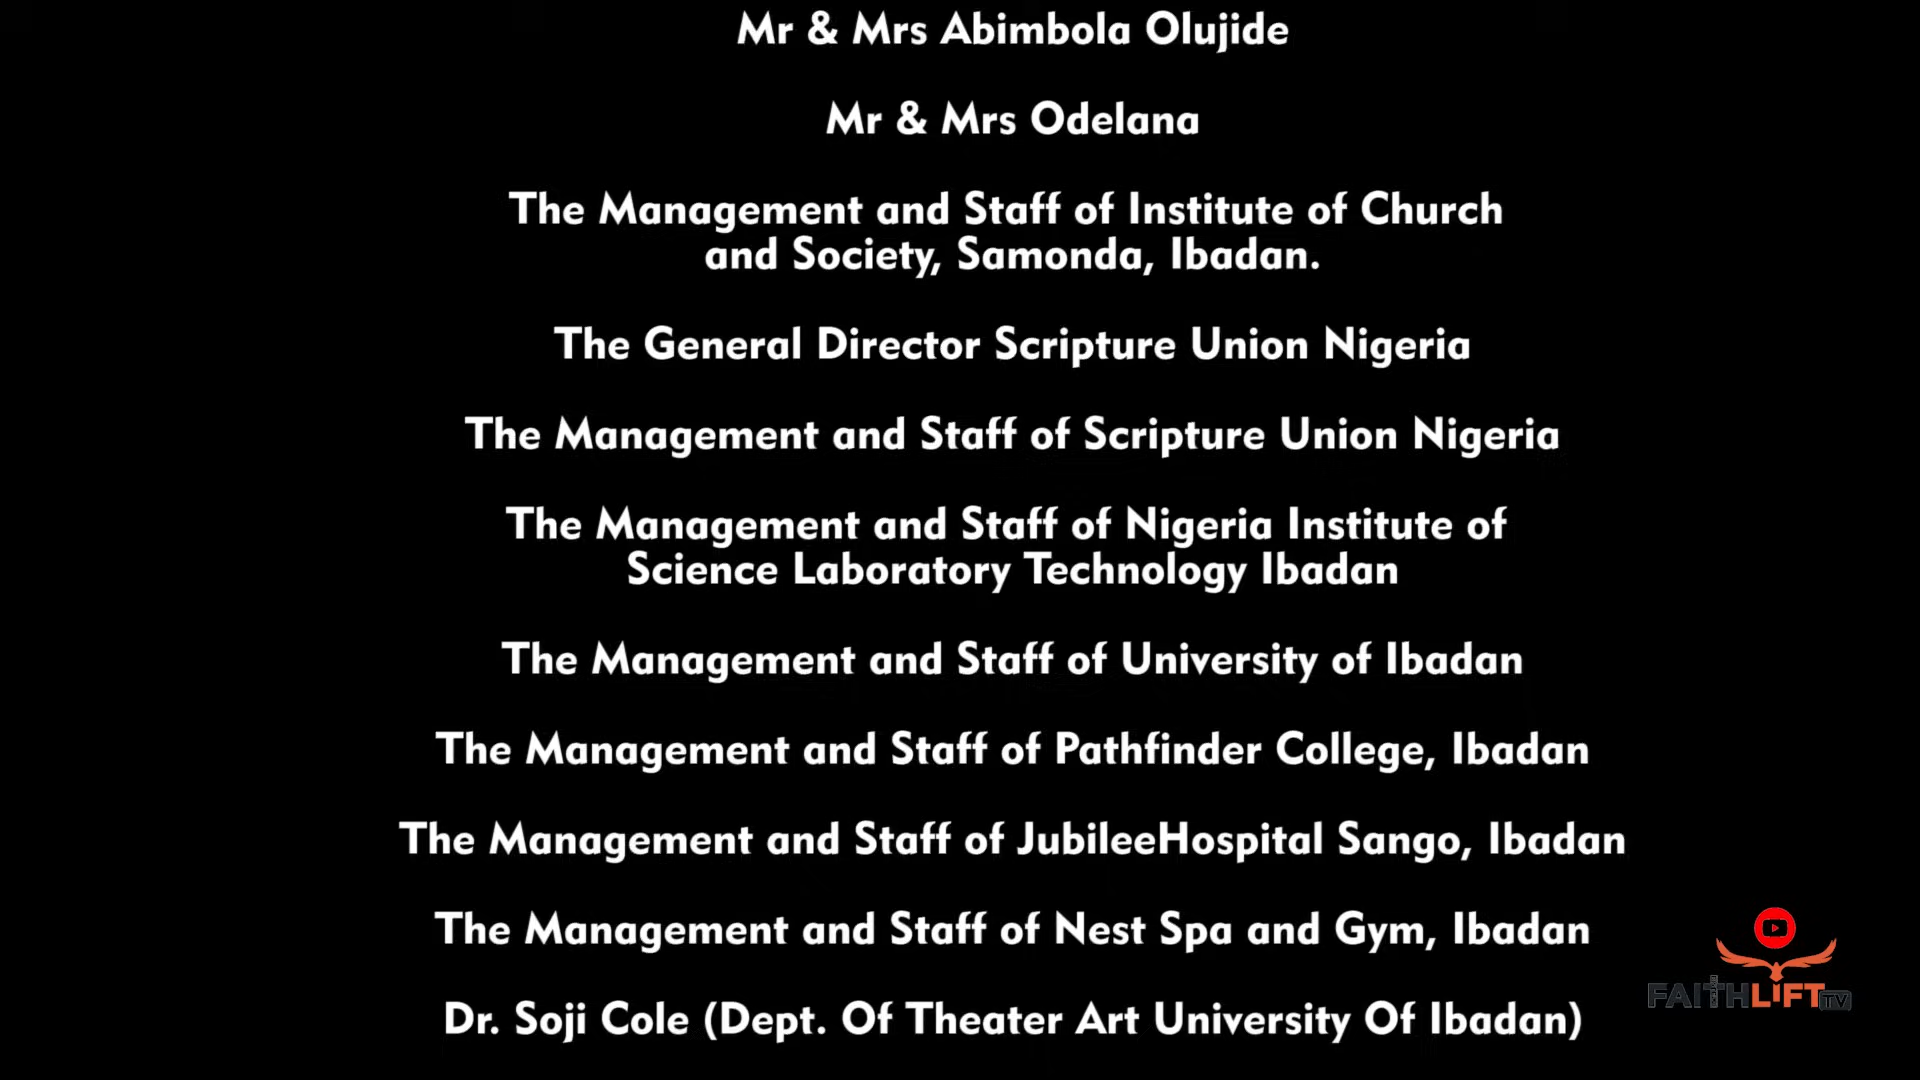 Mr & Mrs Abimbola Olujide
Mr & Mrs Odelana
The Management and Staff of Institute of Church
and Society, Samonda, Ibadan.
The General Director Scripture Union Nigeria
The Management and Staff of Scripture Union Nigeria
The Management and Staff of Nigeria Institute of
Science Laboratory Technology Ibadan
The Management and Staff of University of Ibadan
The Management and Staff of Pathfinder College, Ibadan
The Management and Staff of JubileeHospital Sango, Ibadan
The Management and Staff of Nest Spa and Gym, Ibadan
Dr. Soji Cole (Dept. Of Theater Art University Of Ibadan)
FAITHLIFT TV